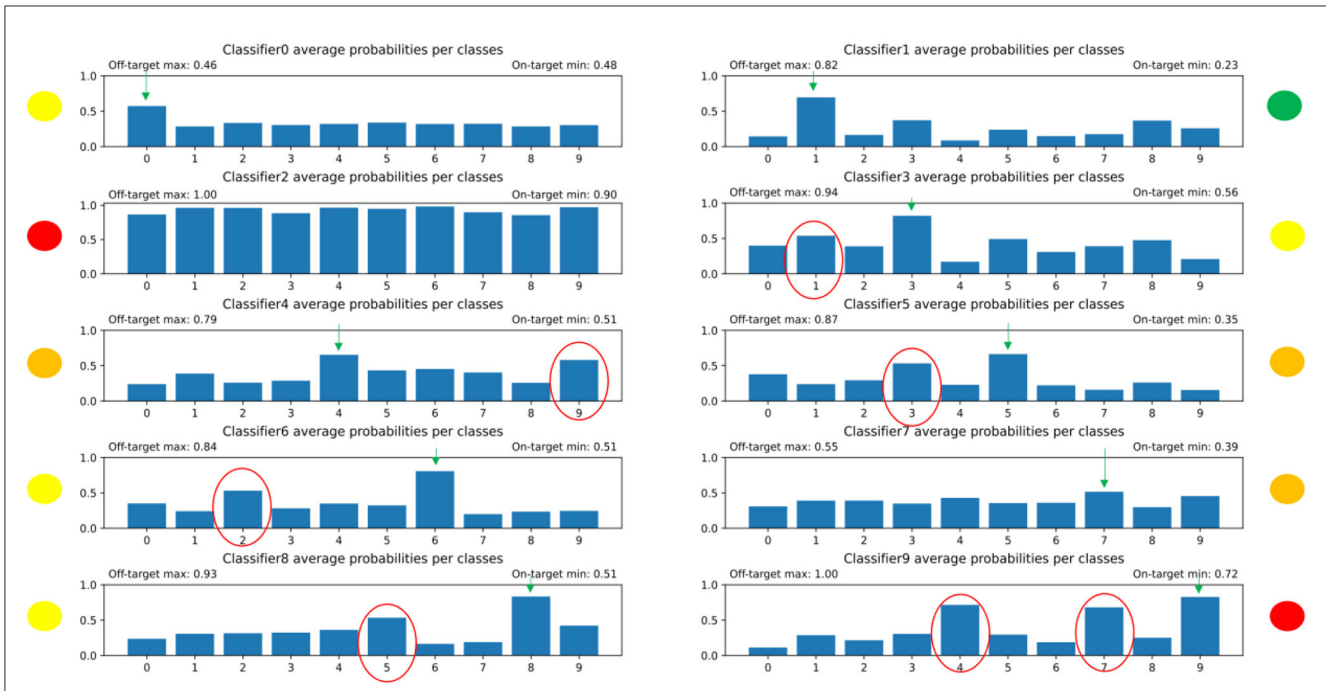 Classifier0 average probabilities per classes
Off-target max: 0.46 On-target min: 0.48
1.0
0.5
0.0
0 1 2 3 4 5 6 7 8 9
Classifier1 average probabilities per classes
Off-target max: 0.82 On-target min: 0.23
1.0
0.5
0.0
0 1 2 3 4 5 6 7 8 9
Classifier2 average probabilities per classes
Off-target max: 1.00 On-target min: 0.90
1.0
0.5
0.0
0 1 2 3 4 5 6 7 8 9
Classifier3 average probabilities per classes
Off-target max: 0.94 On-target min: 0.56
1.0
0.5
0.0
0 1 2 3 4 5 6 7 8 9
Classifier4 average probabilities per classes
Off-target max: 0.79 On-target min: 0.51
1.0
0.5
0.0
0 1 2 3 4 5 6 7 8 9
Classifier5 average probabilities per classes
Off-target max: 0.87 On-target min: 0.35
1.0
0.5
0.0
0 1 2 3 4 5 6 7 8 9
Classifier6 average probabilities per classes
Off-target max: 0.84 On-target min: 0.51
1.0
0.5
0.0
0 1 2 3 4 5 6 7 8 9
Classifier7 average probabilities per classes
Off-target max: 0.55 On-target min: 0.39
1.0
0.5
0.0
0 1 2 3 4 5 6 7 8 9
Classifier8 average probabilities per classes
Off-target max: 0.93 On-target min: 0.51
1.0
0.5
0.0
0 1 2 3 4 5 6 7 8 9
Classifier9 average probabilities per classes
Off-target max: 1.00 On-target min: 0.72
1.0
0.5
0.0
0 1 2 3 4 5 6 7 8 9